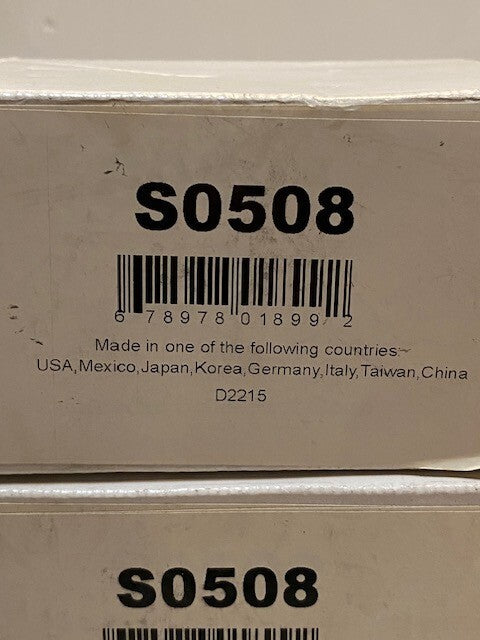 S0508
6 78978 01899 2
Made in one of the following countries:
USA,Mexico,Japan,Korea,Germany,Italy,Taiwan,China
D2215
S0508